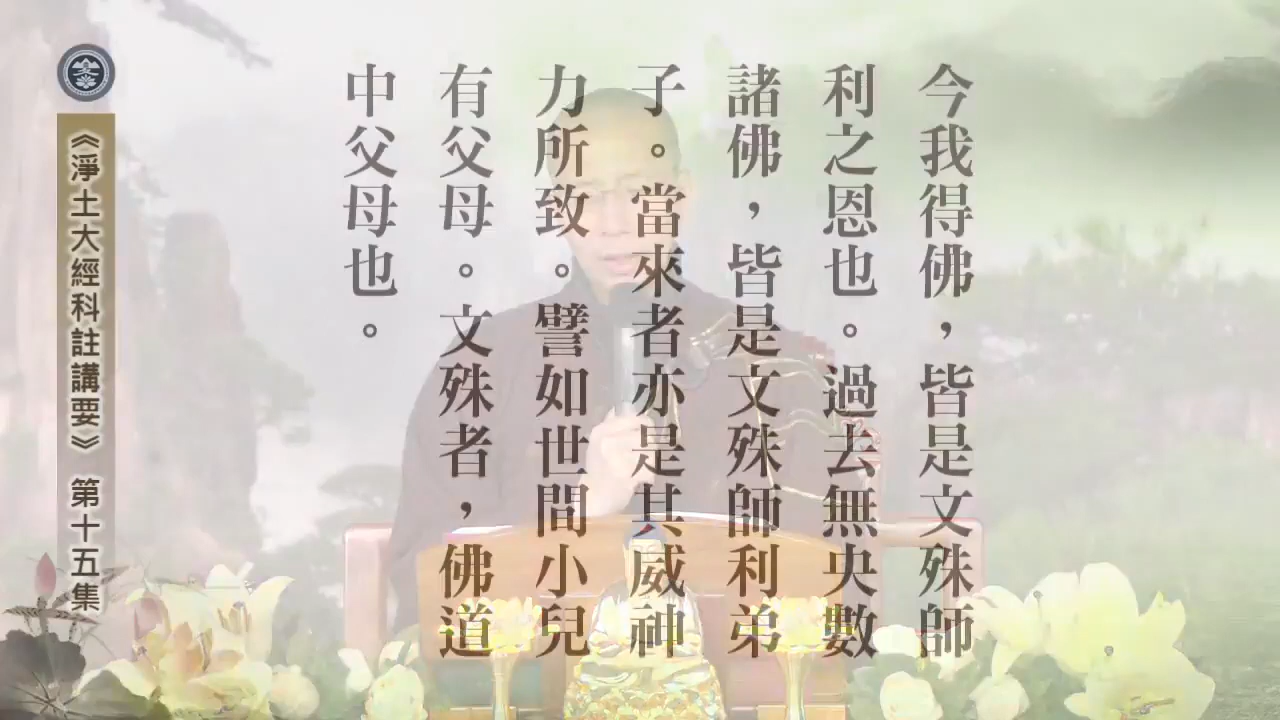 今我得佛，皆是文殊師
利之恩也。過去無央數
諸佛，皆是文殊師利弟
子。當來者亦是其威神
力所致。譬如世間小兒
有父母。文殊者，佛道
中父母也。
《淨土大經科註講要》 第十五集